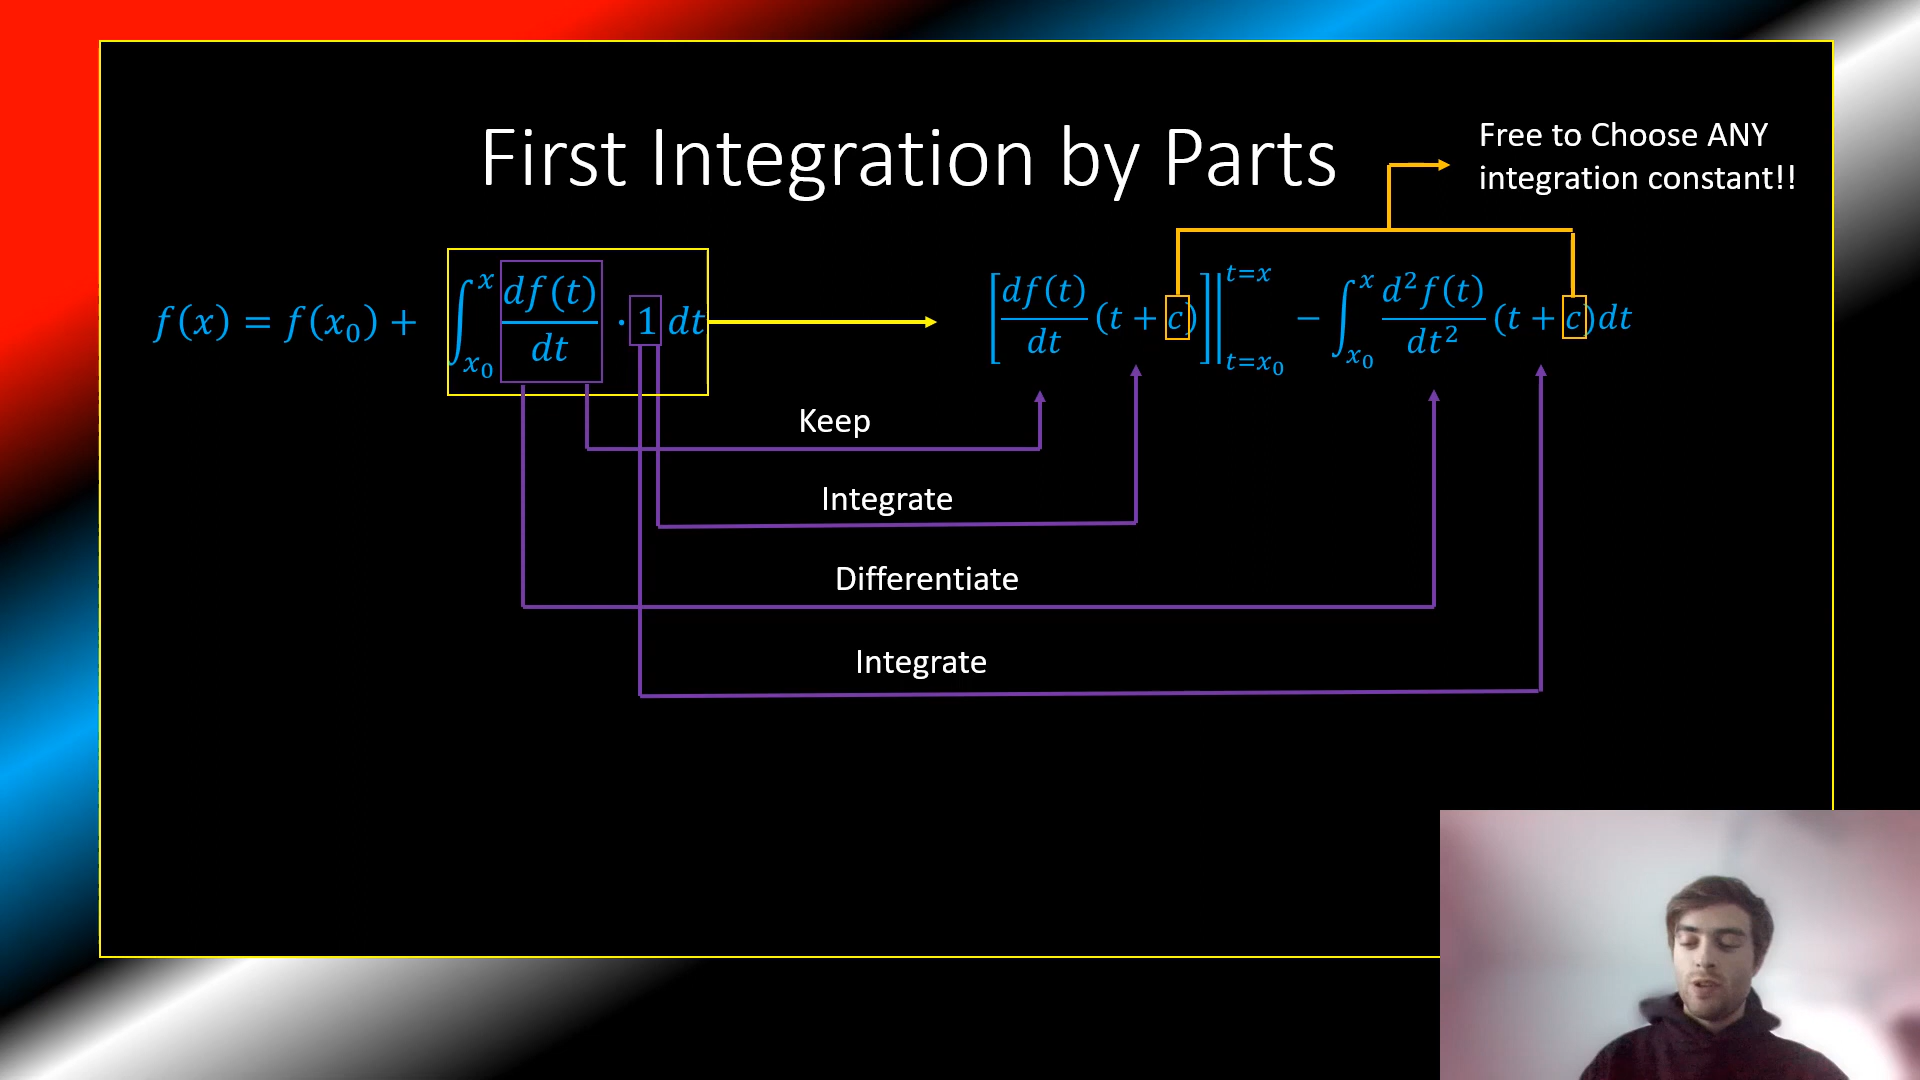 First Integration by Parts
Free to Choose ANY
integration constant!!
f(x) = f(x₀) + ∫_{x₀}^{x} df(t)/dt · 1 dt
[df(t)/dt (t + c)]|_{t=x₀}^{t=x} − ∫_{x₀}^{x} d²f(t)/dt² (t + c)dt
Keep
Integrate
Differentiate
Integrate